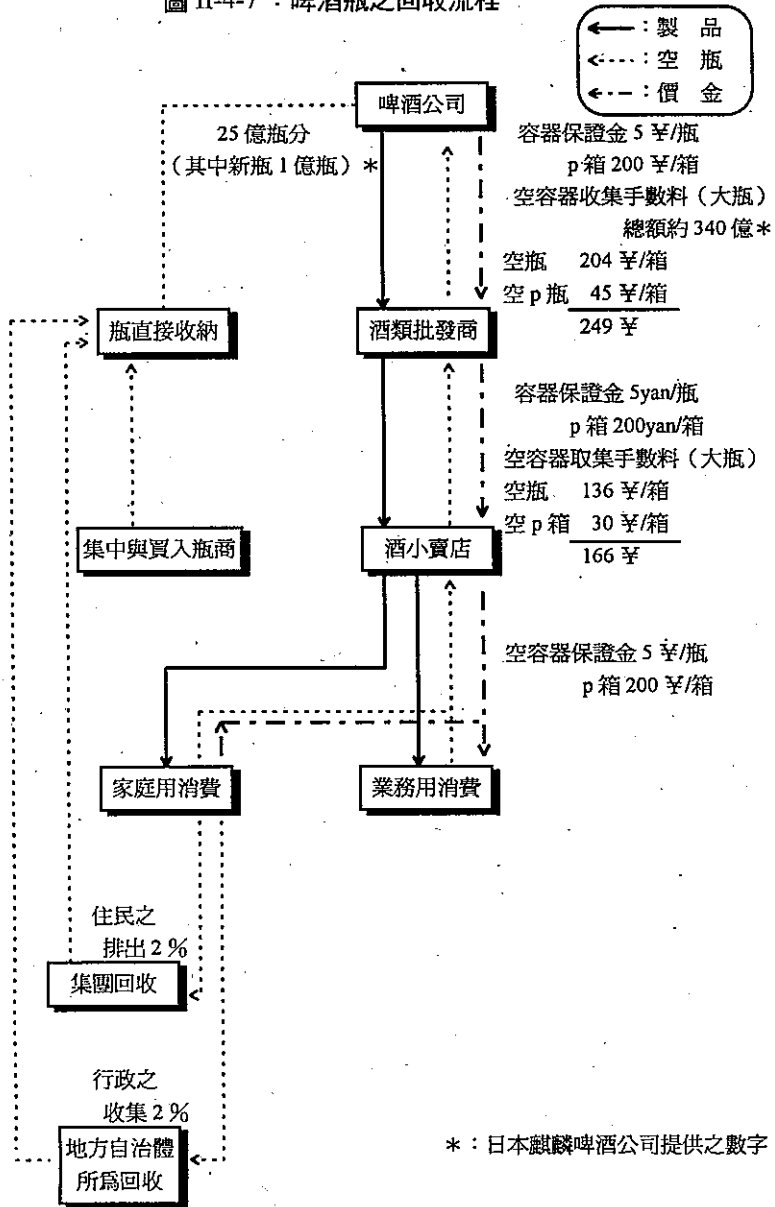 圖 II-4-7：啤酒瓶之回收流程
：製 品
：空 瓶
：價 金
啤酒公司
25 億瓶分
（其中新瓶 1 億瓶）＊
容器保證金 5 ¥/瓶
p 箱 200 ¥/箱
空容器收集手數料（大瓶）
總額約 340 億＊
空瓶 204 ¥/箱
空 p 瓶 45 ¥/箱
249 ¥
瓶直接收納
酒類批發商
容器保證金 5yan/瓶
p 箱 200yan/箱
空容器取集手數料（大瓶）
空瓶 136 ¥/箱
空 p 箱 30 ¥/箱
166 ¥
集中與買入瓶商
酒小賣店
空容器保證金 5 ¥/瓶
p 箱 200 ¥/箱
家庭用消費
業務用消費
住民之
排出 2％
集團回收
行政之
收集 2％
地方自治體
所爲回收
＊：日本麒麟啤酒公司提供之數字